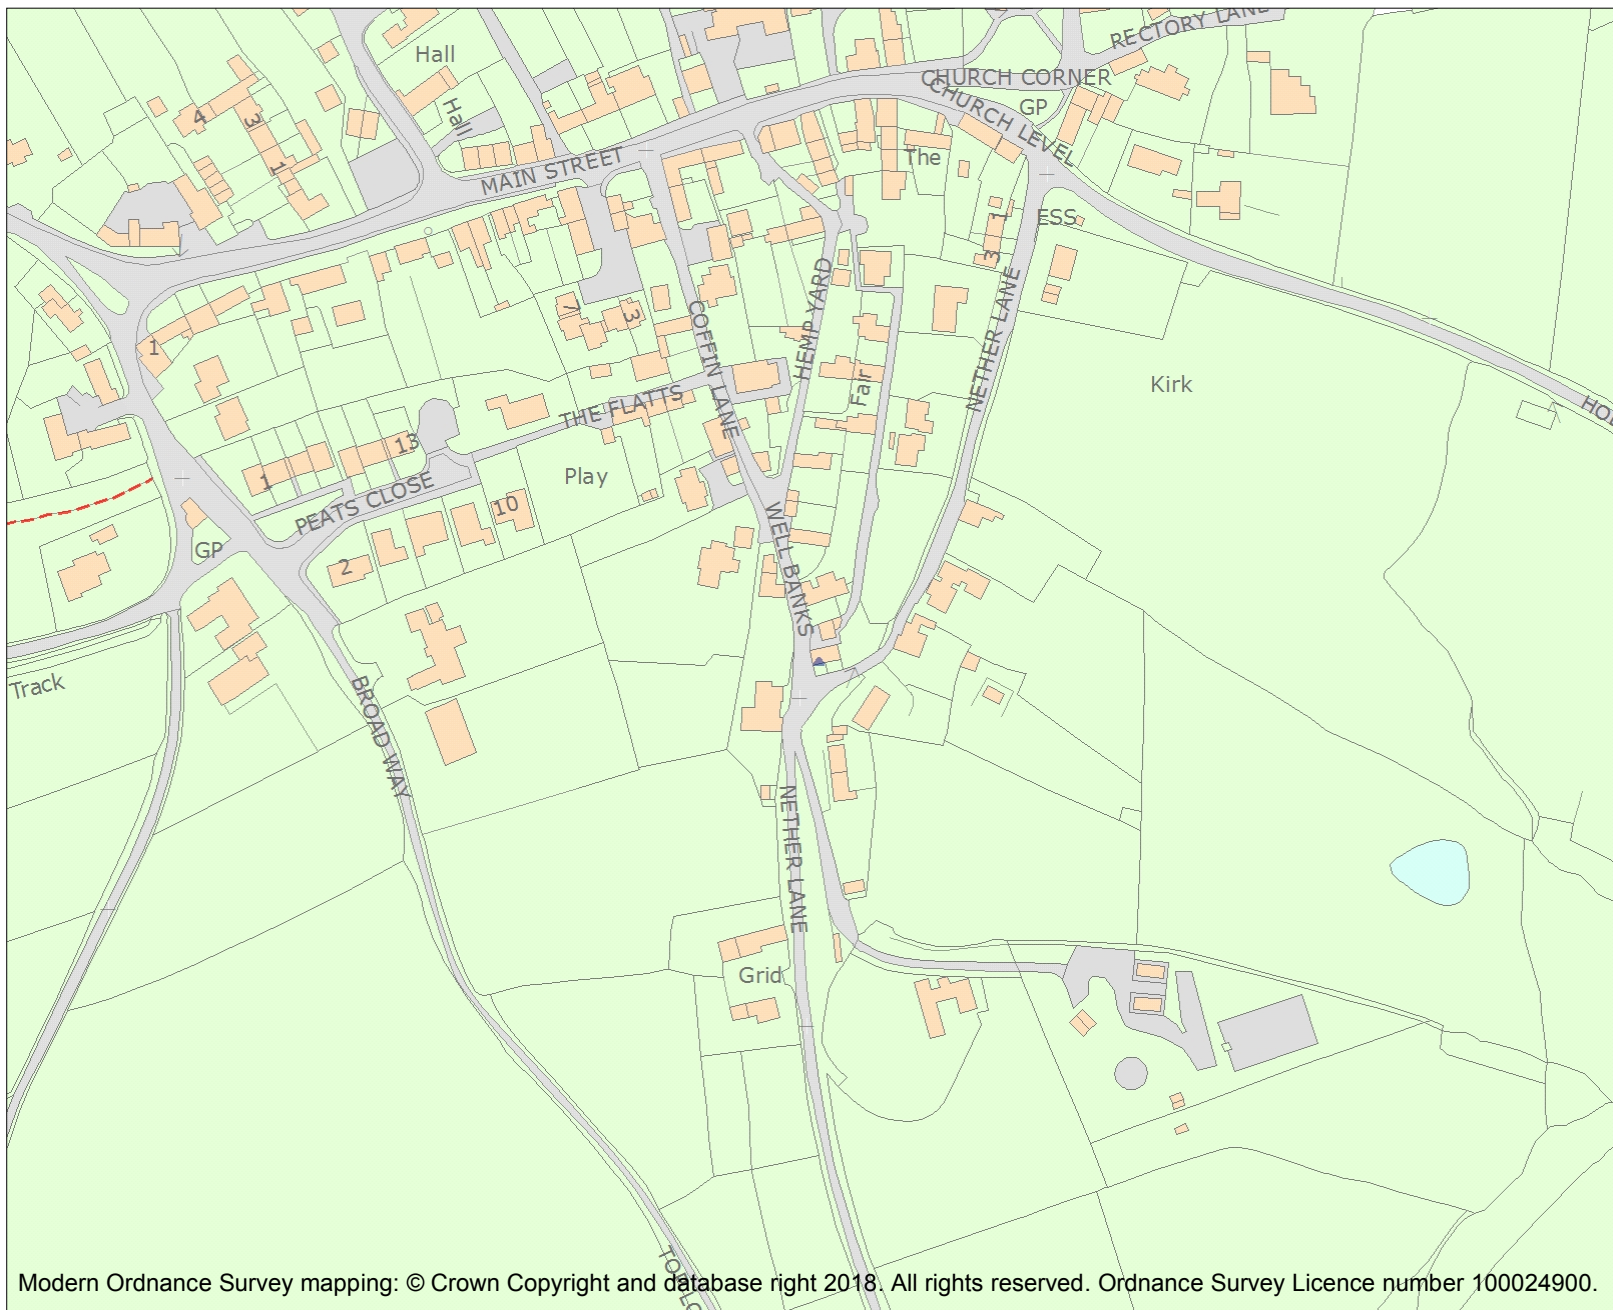 RECTORY LANE
Hall
CHURCH CORNER
CHURCH LEVEL
GP
4
3
1
Hall
The
MAIN STREET
1
ESS
3
HEMP YARD
NETHER LANE
7
3
COFFIN LANE
1
Kirk
Fair
THE FLATTS
13
1
Play
PEATS CLOSE
10
WELL BANKS
GP
2
Track
BROAD WAY
NETHER LANE
Grid
Modern Ordnance Survey mapping: © Crown Copyright and database right 2018. All rights reserved. Ordnance Survey Licence number 100024900.